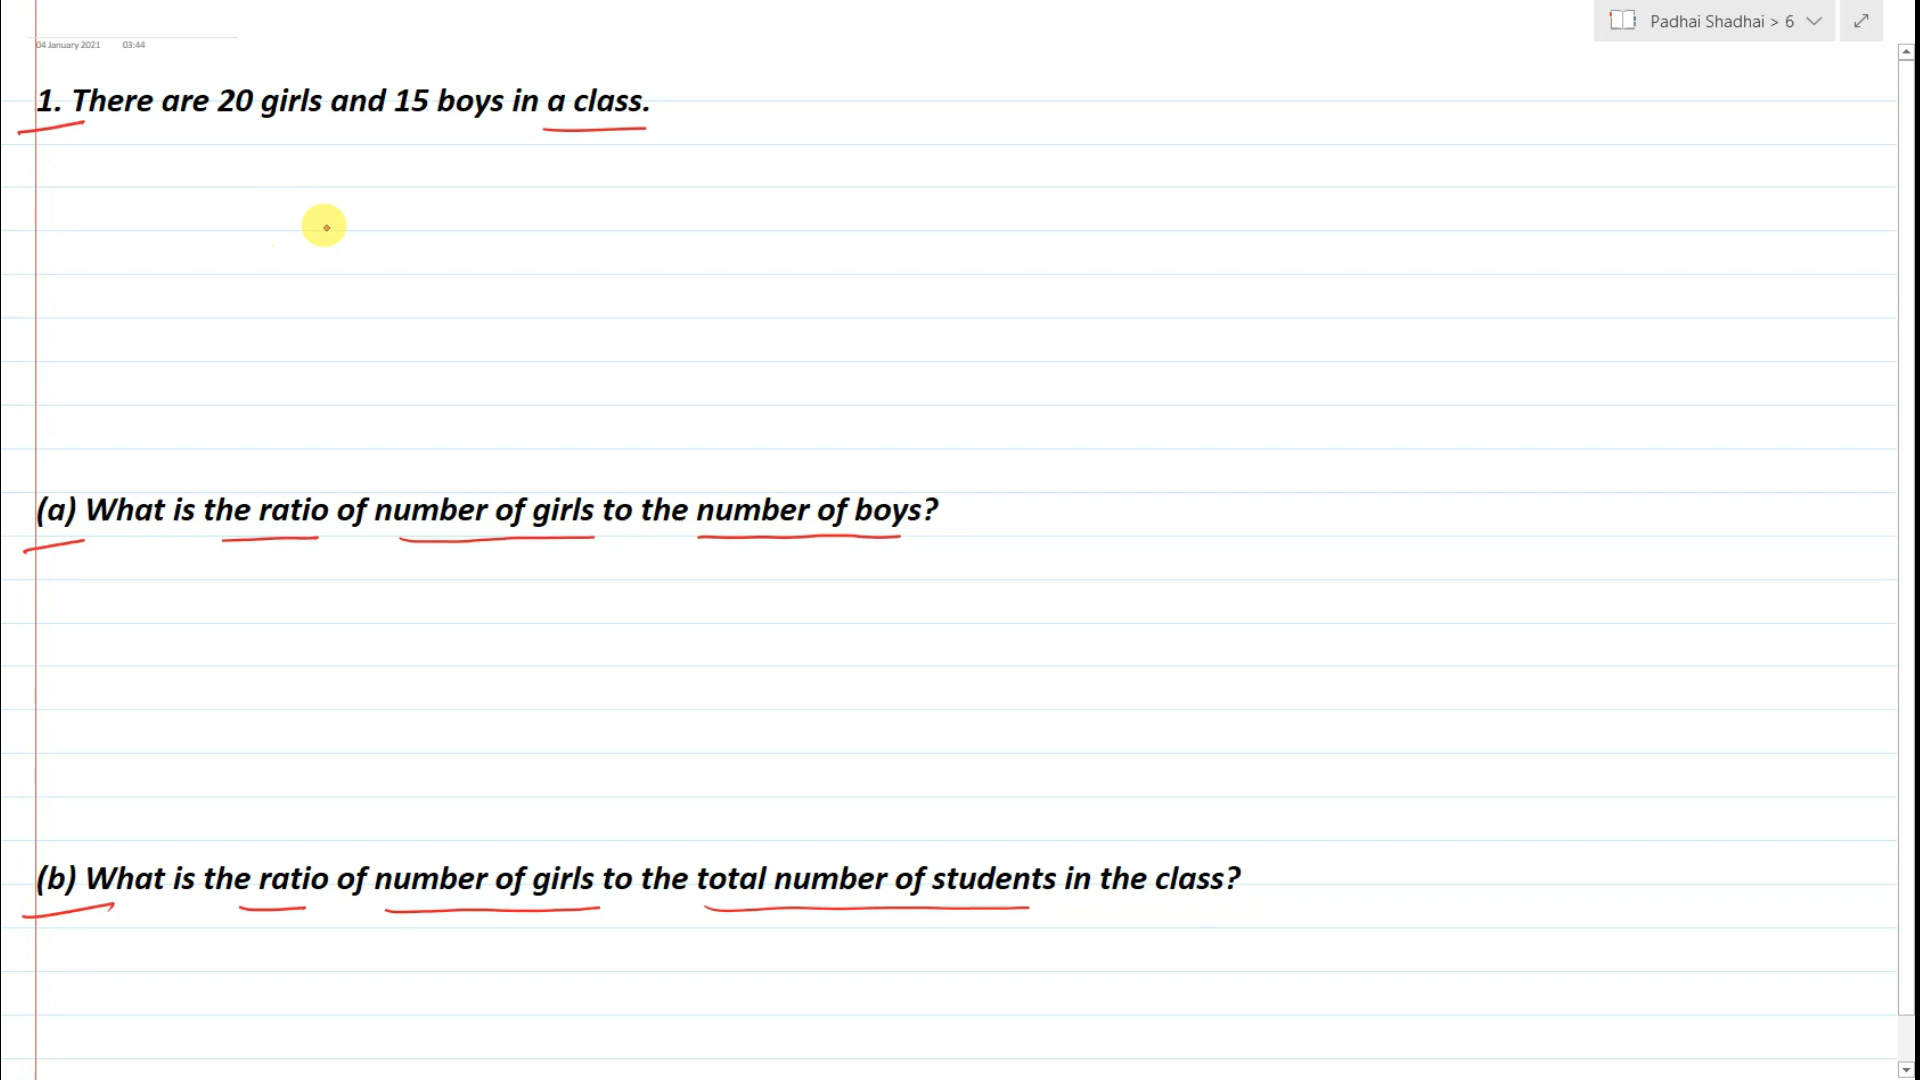 Padhai Shadhai > 6
04 January 2021 03:44
1. There are 20 girls and 15 boys in a class.
(a) What is the ratio of number of girls to the number of boys?
(b) What is the ratio of number of girls to the total number of students in the class?